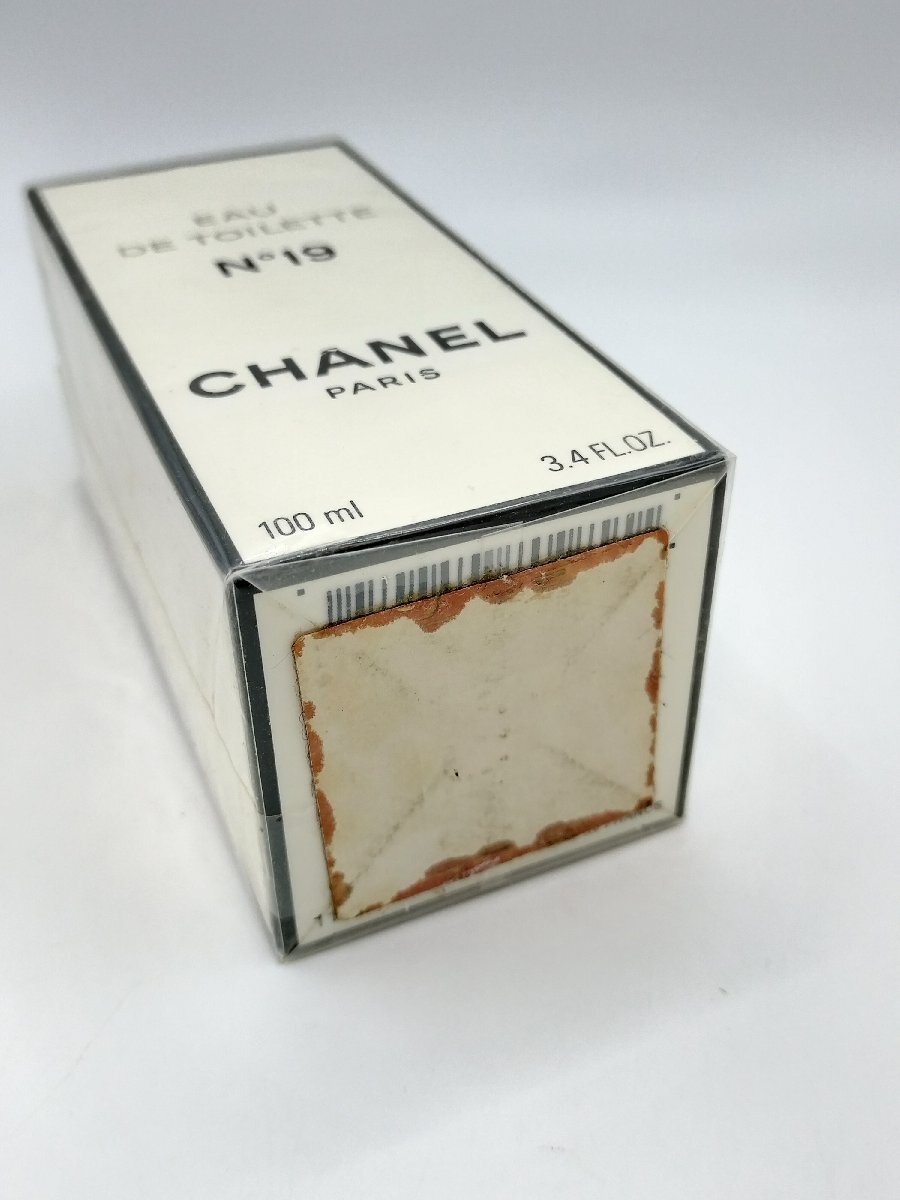 EAU
DE TOILETTE
N°19
CHANEL
PARIS
100 ml
3.4 FL.OZ.